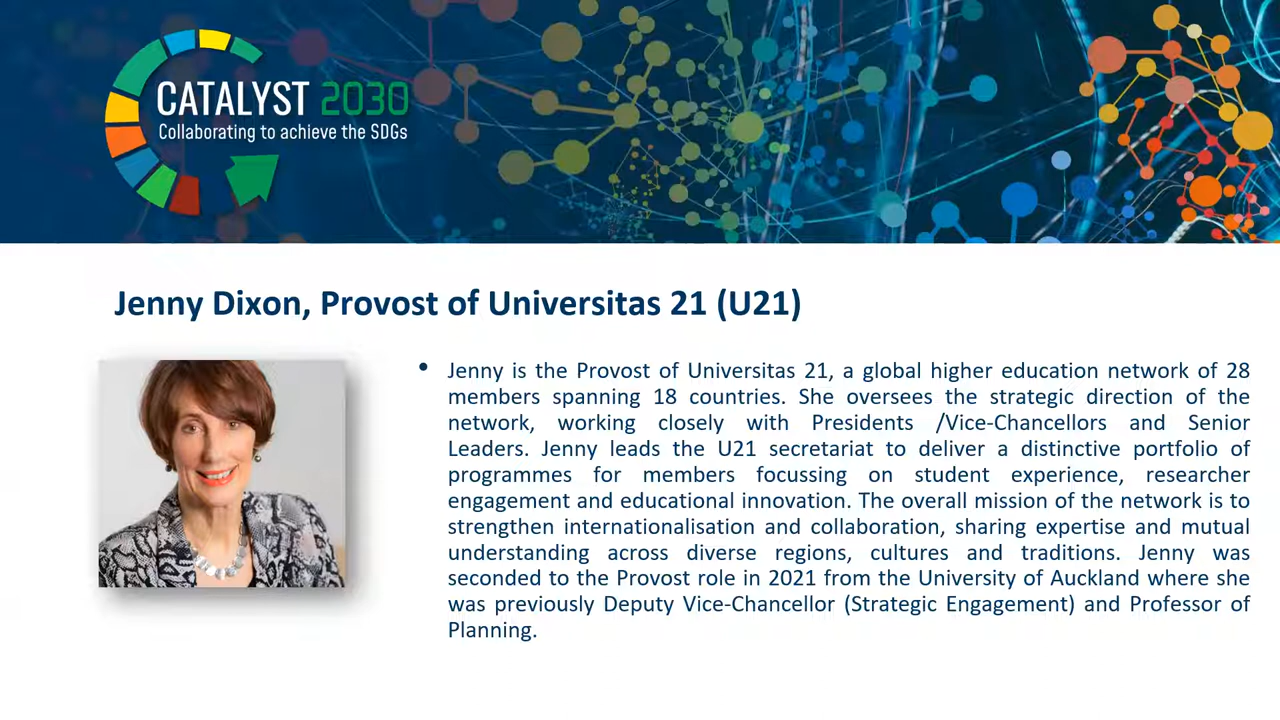 CATALYST 2030
Collaborating to achieve the SDGs
Jenny Dixon, Provost of Universitas 21 (U21)
• Jenny is the Provost of Universitas 21, a global higher education network of 28
members spanning 18 countries. She oversees the strategic direction of the
network, working closely with Presidents /Vice-Chancellors and Senior
Leaders. Jenny leads the U21 secretariat to deliver a distinctive portfolio of
programmes for members focussing on student experience, researcher
engagement and educational innovation. The overall mission of the network is to
strengthen internationalisation and collaboration, sharing expertise and mutual
understanding across diverse regions, cultures and traditions. Jenny was
seconded to the Provost role in 2021 from the University of Auckland where she
was previously Deputy Vice-Chancellor (Strategic Engagement) and Professor of
Planning.